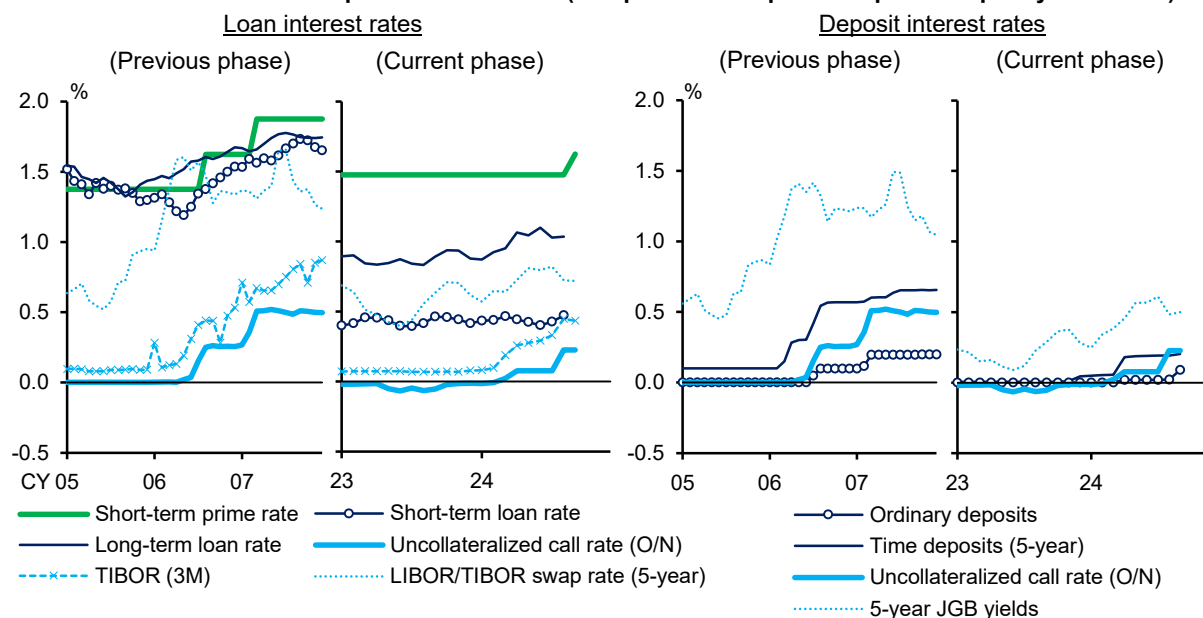 Loan interest rates
Deposit interest rates
(Previous phase)
(Current phase)
(Previous phase)
(Current phase)
%
%
2.0
1.5
1.0
0.5
0.0
-0.5
2.0
1.5
1.0
0.5
0.0
-0.5
CY 05
06
07
23
24
05
06
07
23
24
Short-term prime rate
Short-term loan rate
Long-term loan rate
Uncollateralized call rate (O/N)
TIBOR (3M)
LIBOR/TIBOR swap rate (5-year)
Ordinary deposits
Time deposits (5-year)
Uncollateralized call rate (O/N)
5-year JGB yields